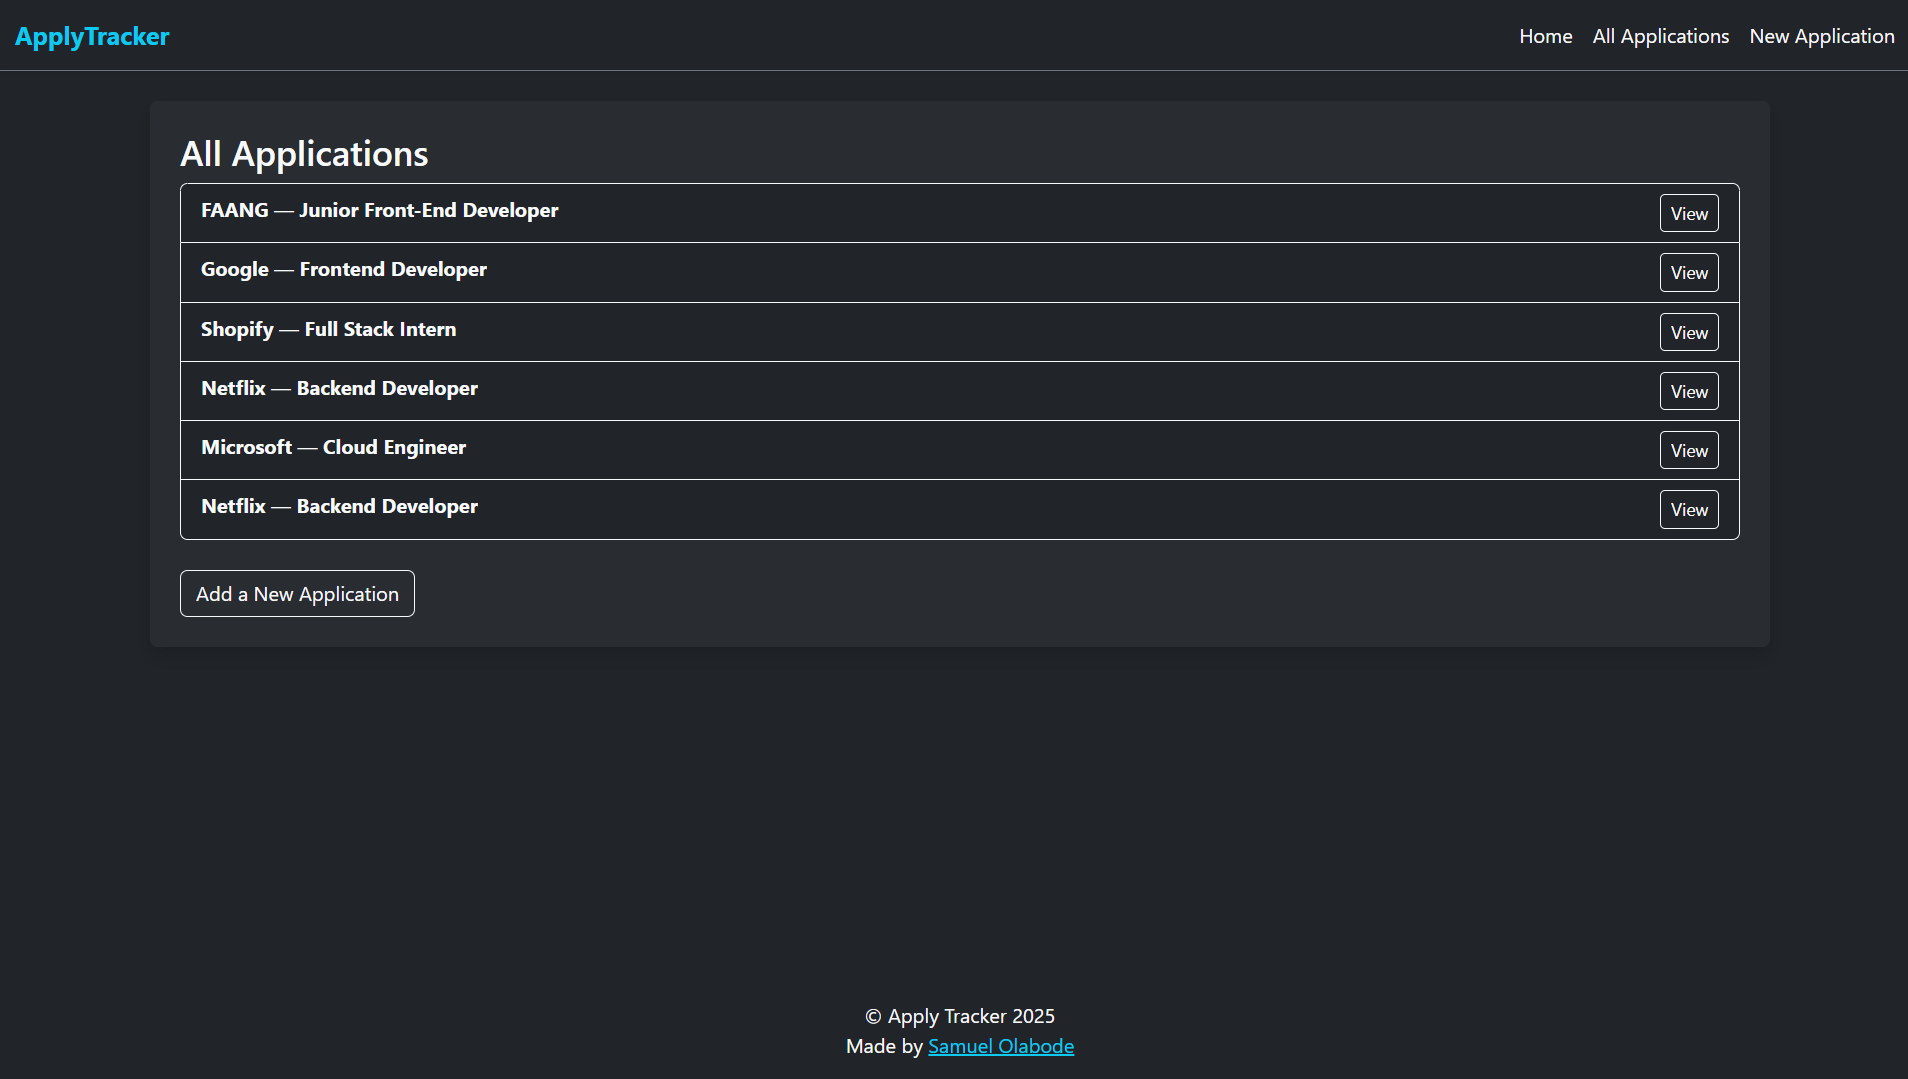 ApplyTracker
Home All Applications New Application
All Applications
FAANG — Junior Front-End Developer View
Google — Frontend Developer View
Shopify — Full Stack Intern View
Netflix — Backend Developer View
Microsoft — Cloud Engineer View
Netflix — Backend Developer View
Add a New Application
© Apply Tracker 2025
Made by Samuel Olabode